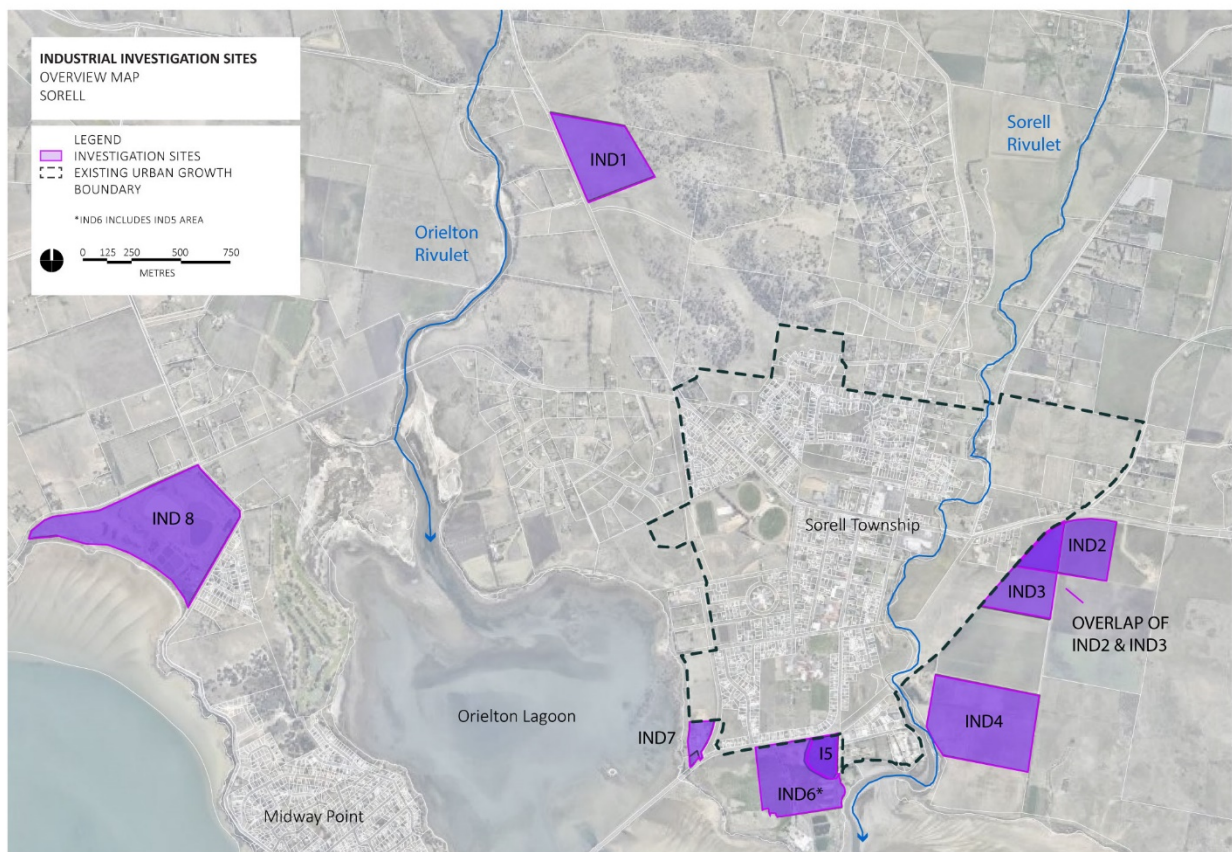 INDUSTRIAL INVESTIGATION SITES
OVERVIEW MAP
SORELL
LEGEND
INVESTIGATION SITES
EXISTING URBAN GROWTH
BOUNDARY
*IND6 INCLUDES IND5 AREA
0 125 250 500 750
METRES
IND1
Sorell
Rivulet
Orielton
Rivulet
IND 8
Sorell Township
IND2
IND3
OVERLAP OF
IND2 & IND3
IND4
Orielton Lagoon
IND7
I5
IND6*
Midway Point